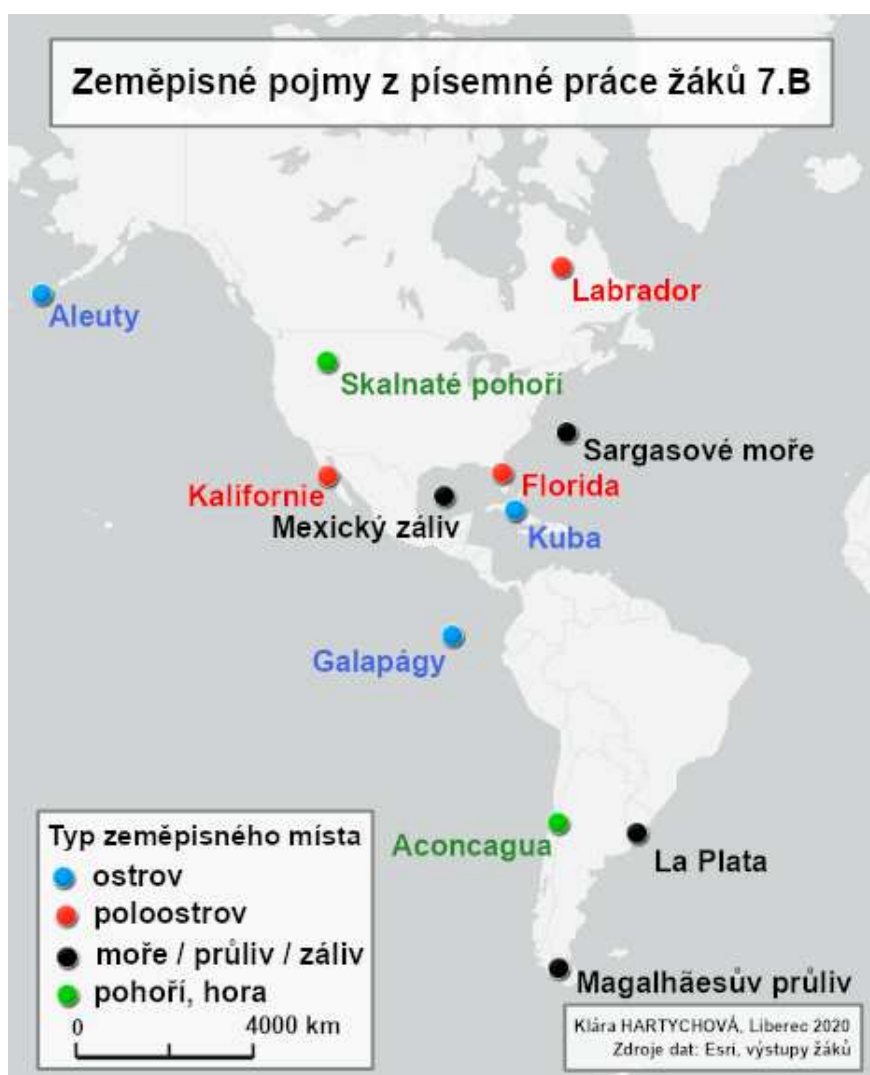 Zeměpisné pojmy z písemné práce žáků 7.B
Labrador
Aleuty
Skalnaté pohoří
Sargasové moře
Kalifornie
Florida
Mexický záliv
Kuba
Galapágy
Aconcagua
La Plata
Magalhãesův průliv
Typ zeměpisného místa
ostrov
poloostrov
moře / průliv / záliv
pohoří, hora
0 4000 km
Klára HARTYCHOVÁ, Liberec 2020
Zdroje dat: Esri, výstupy žáků